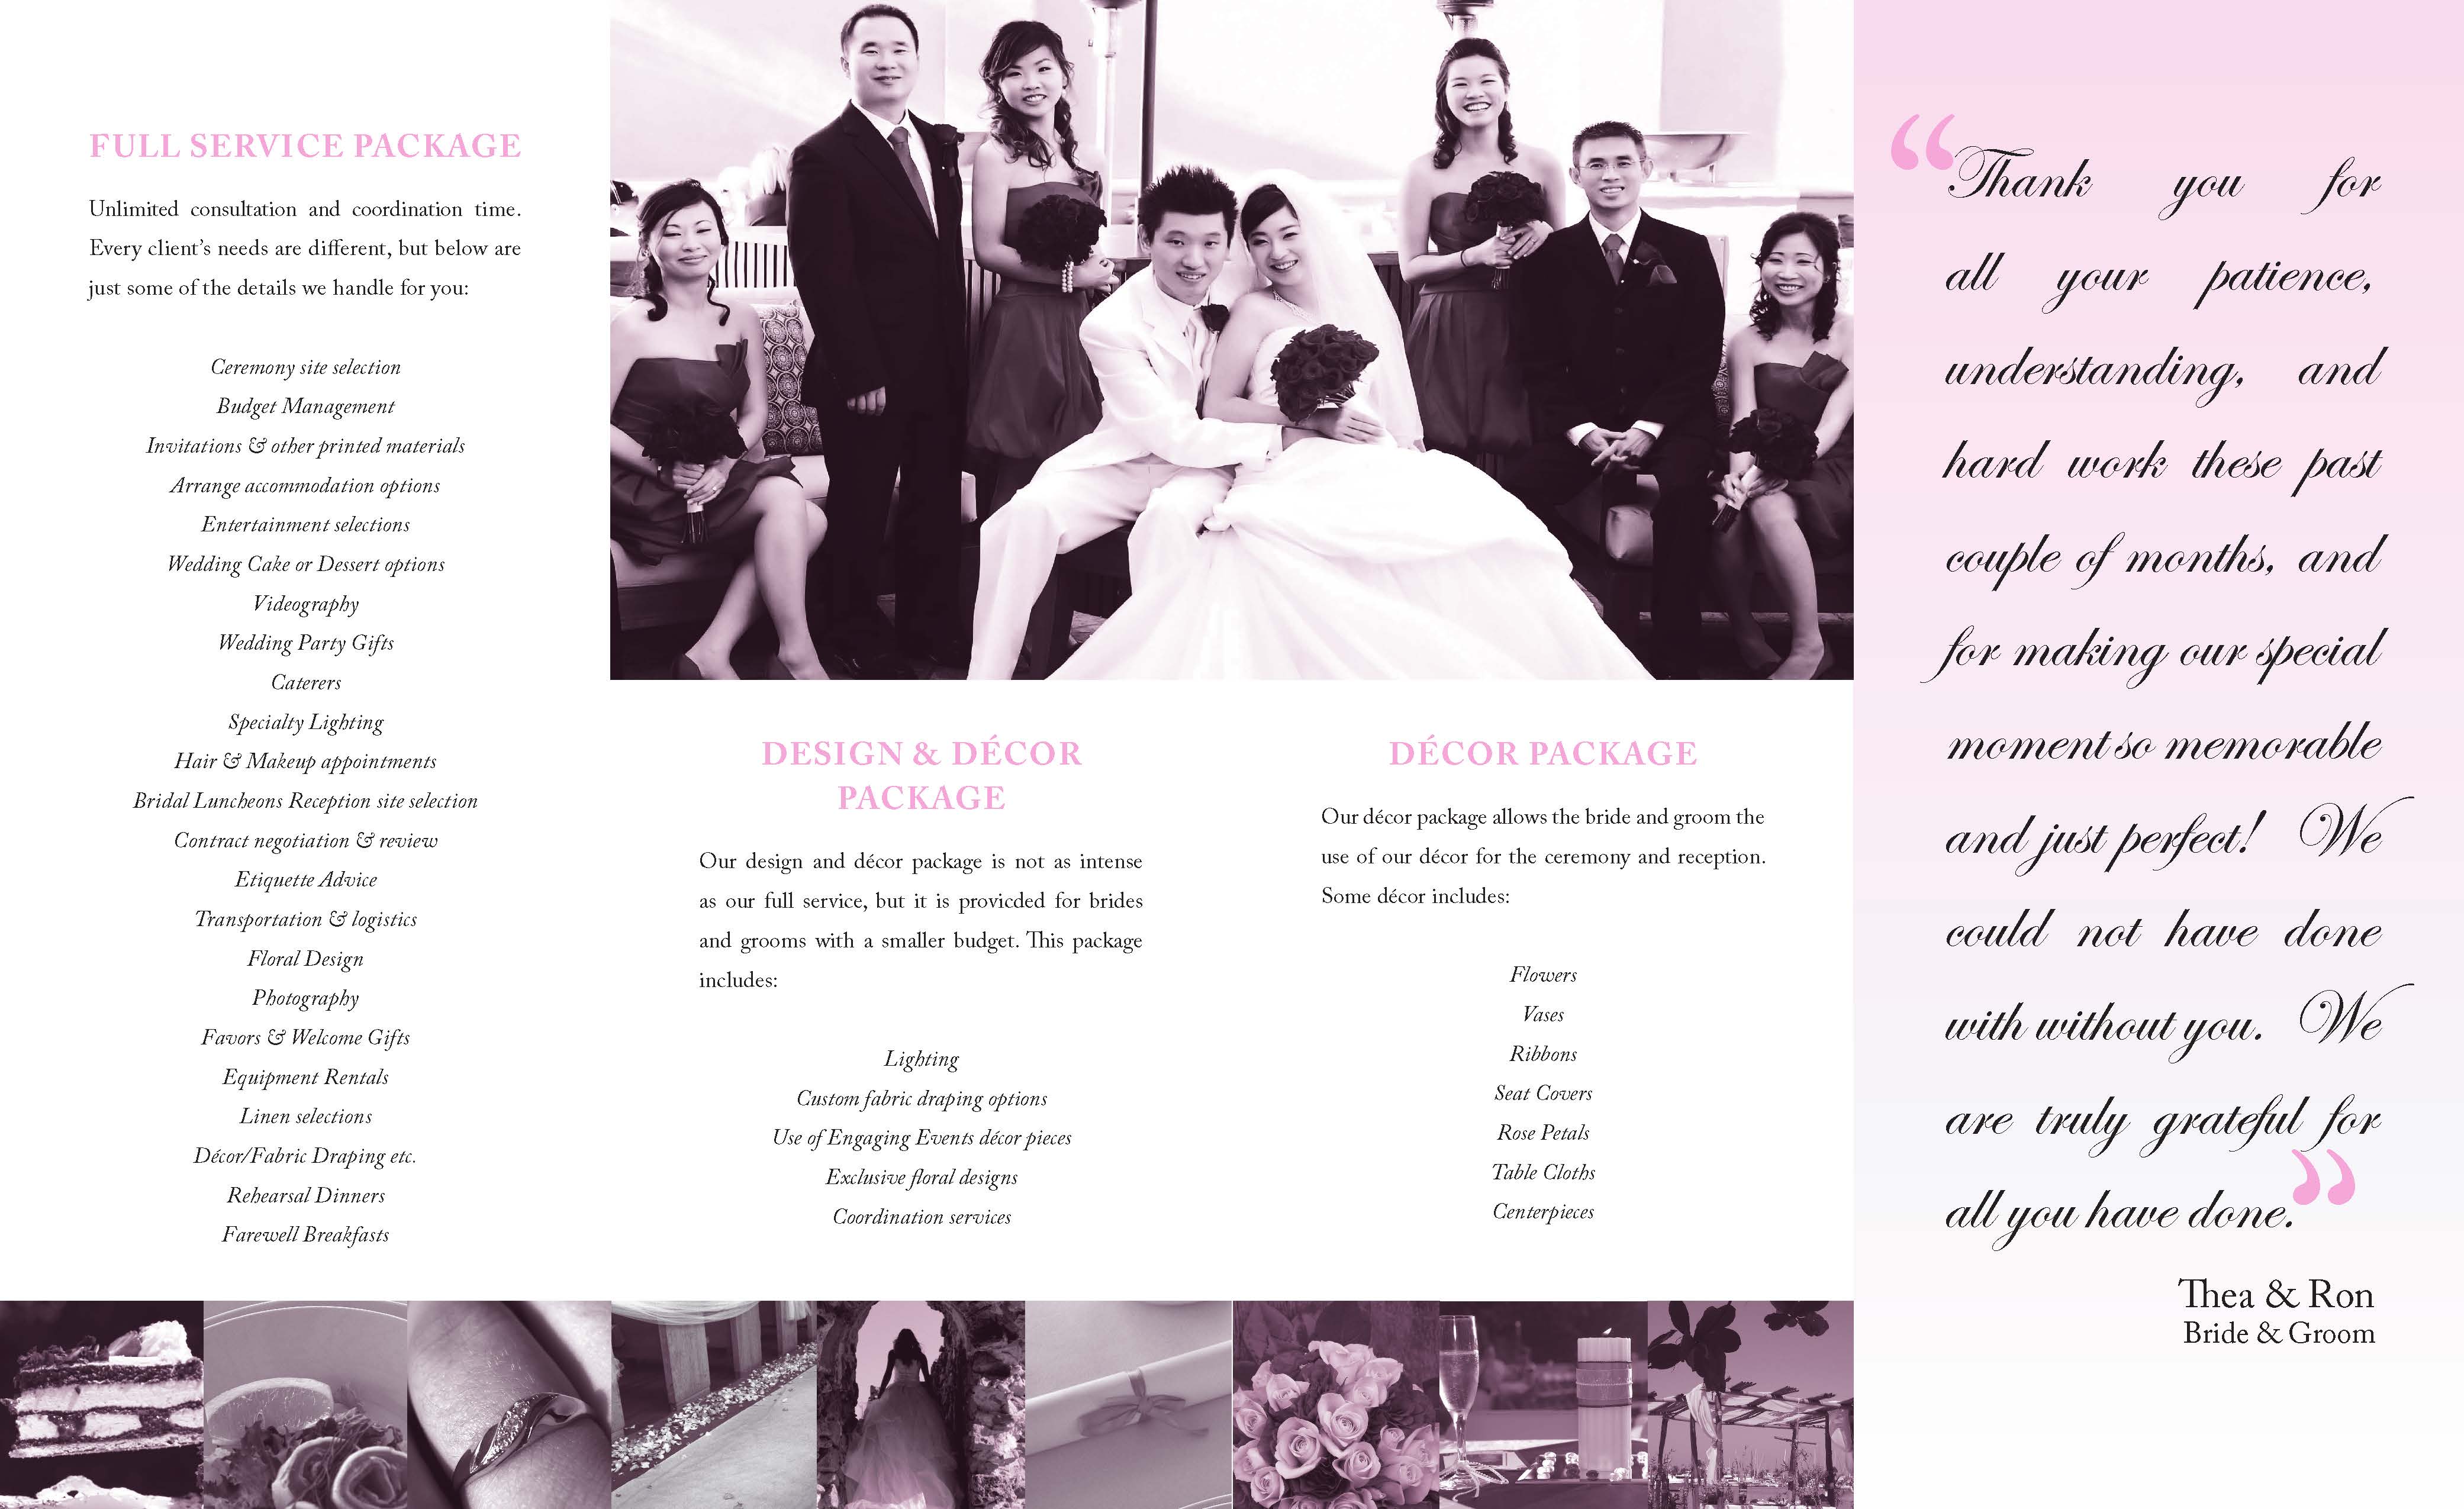 FULL SERVICE PACKAGE
Unlimited consultation and coordination time.
Every client’s needs are different, but below are
just some of the details we handle for you:
Ceremony site selection
Budget Management
Invitations & other printed materials
Arrange accommodation options
Entertainment selections
Wedding Cake or Dessert options
Videography
Wedding Party Gifts
Caterers
Specialty Lighting
Hair & Makeup appointments
Bridal Luncheons Reception site selection
Contract negotiation & review
Etiquette Advice
Transportation & logistics
Floral Design
Photography
Favors & Welcome Gifts
Equipment Rentals
Linen selections
Décor/Fabric Draping etc.
Rehearsal Dinners
Farewell Breakfasts
DESIGN & DÉCOR
PACKAGE
Our design and décor package is not as intense
as our full service, but it is provicded for brides
and grooms with a smaller budget. This package
includes:
Lighting
Custom fabric draping options
Use of Engaging Events décor pieces
Exclusive floral designs
Coordination services
DÉCOR PACKAGE
Our décor package allows the bride and groom the
use of our décor for the ceremony and reception.
Some décor includes:
Flowers
Vases
Ribbons
Seat Covers
Rose Petals
Table Cloths
Centerpieces
“Thank you for
all your patience,
understanding, and
hard work these past
couple of months, and
for making our special
moment so memorable
and just perfect! We
could not have done
with without you. We
are truly grateful for
all you have done.”
Thea & Ron
Bride & Groom